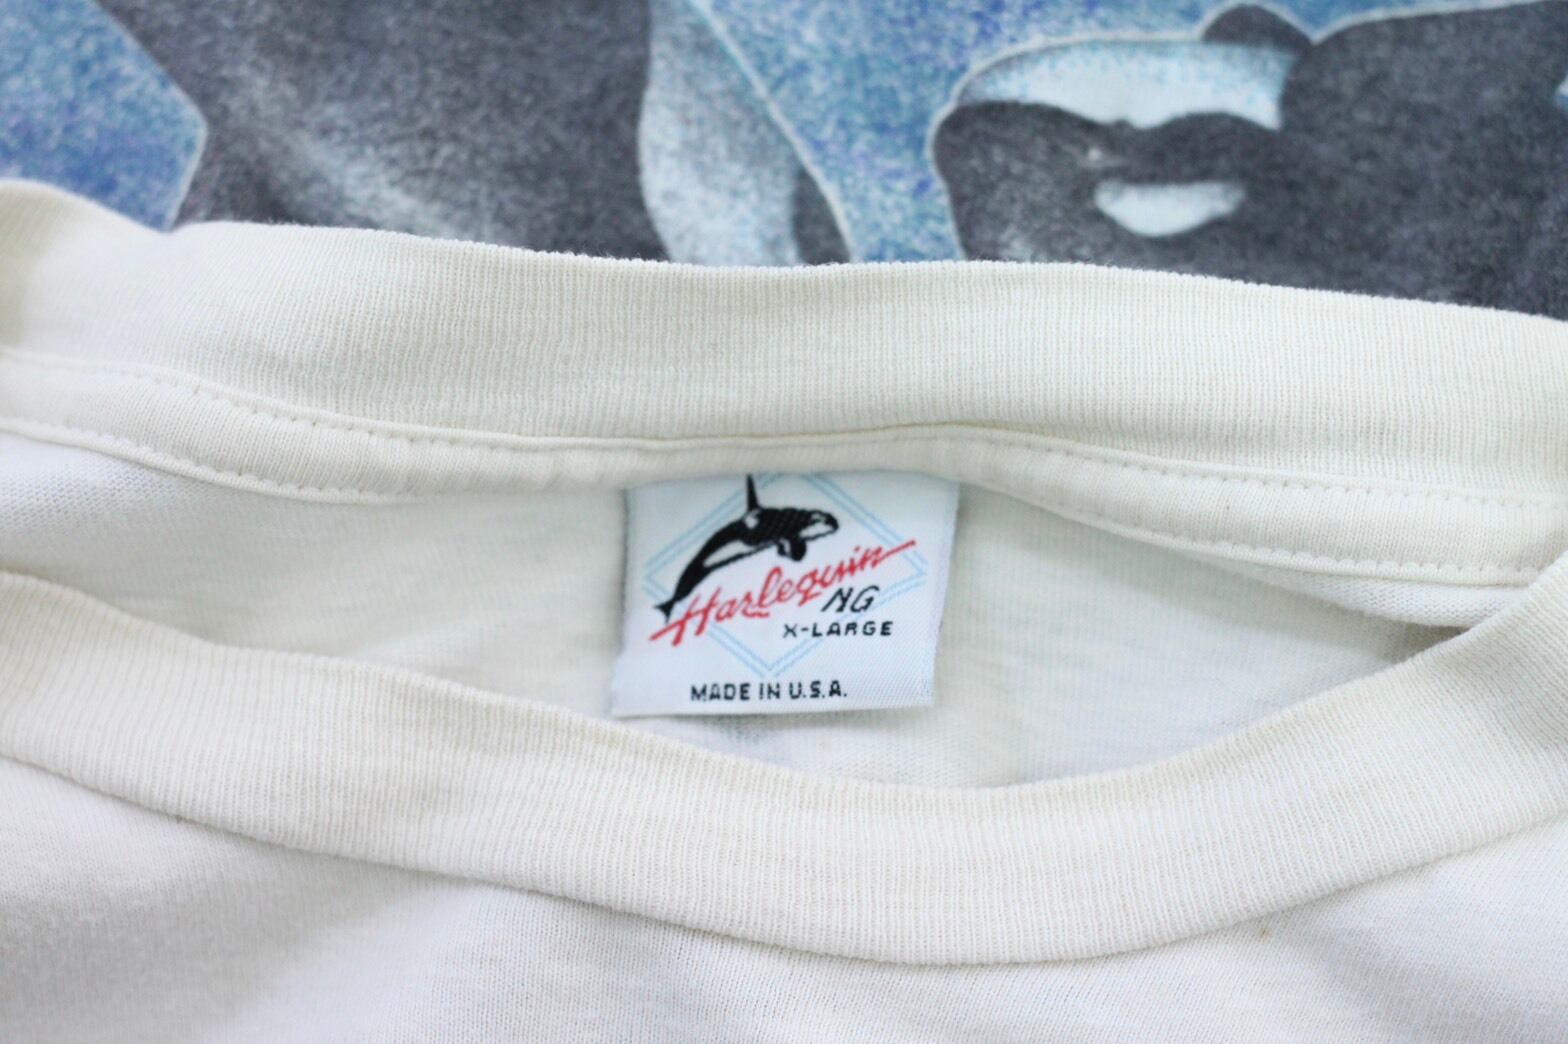 Harlequin
NG
X-LARGE
MADE IN U.S.A.